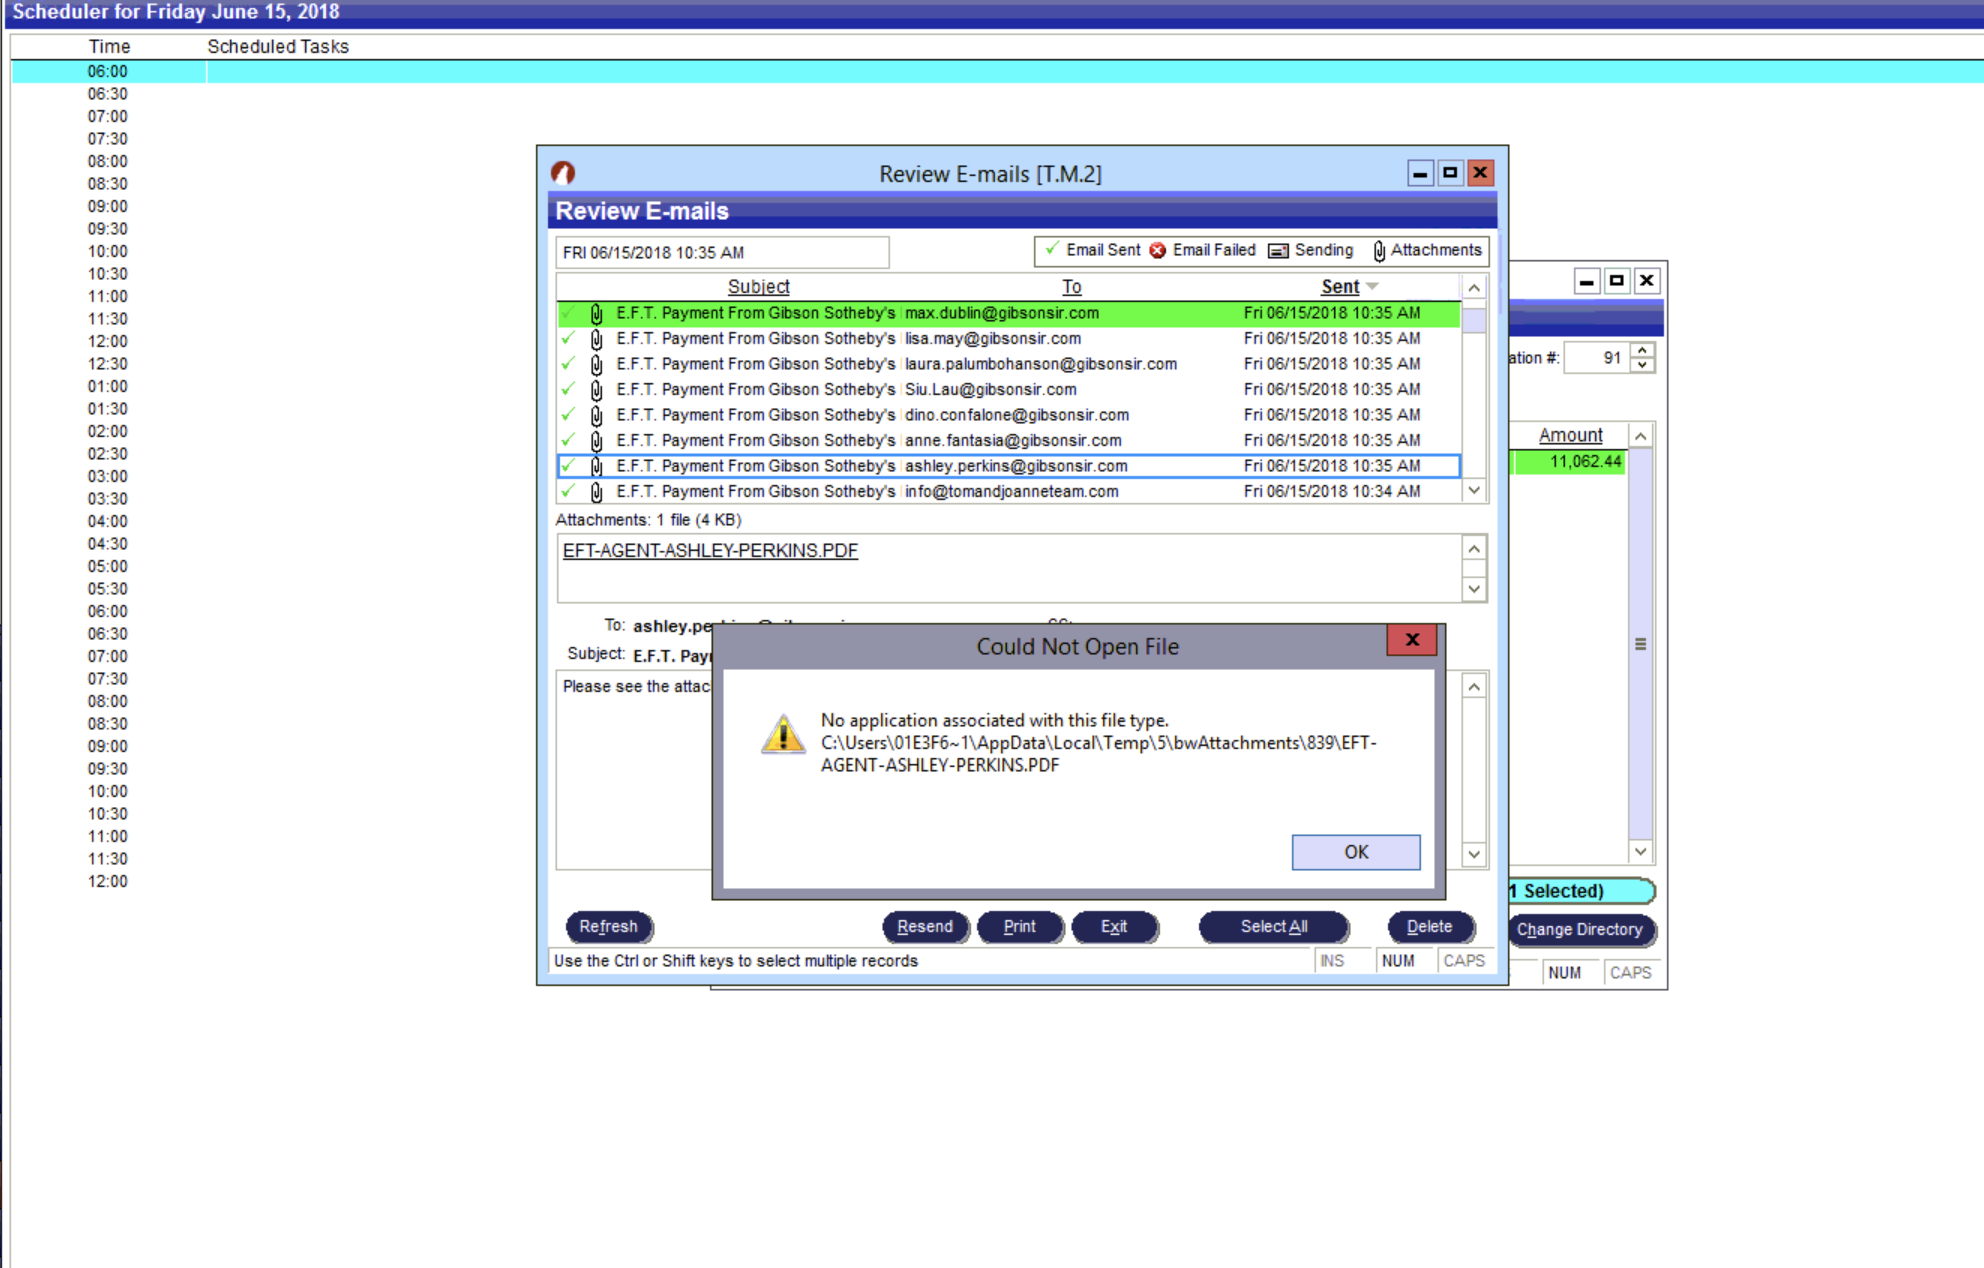 Scheduler for Friday June 15, 2018
Time Scheduled Tasks
06:00
06:30
07:00
07:30
08:00
08:30
09:00
09:30
10:00
10:30
11:00
11:30
12:00
12:30
01:00
01:30
02:00
02:30
03:00
03:30
04:00
04:30
05:00
05:30
06:00
06:30
07:00
07:30
08:00
08:30
09:00
09:30
10:00
10:30
11:00
11:30
12:00
Review E-mails [T.M.2]
Review E-mails
FRI 06/15/2018 10:35 AM
Email Sent Email Failed Sending Attachments
Subject To Sent
E.F.T. Payment From Gibson Sotheby's max.dublin@gibsonsir.com Fri 06/15/2018 10:35 AM
E.F.T. Payment From Gibson Sotheby's lisa.may@gibsonsir.com Fri 06/15/2018 10:35 AM
E.F.T. Payment From Gibson Sotheby's laura.palumbohanson@gibsonsir.com Fri 06/15/2018 10:35 AM
E.F.T. Payment From Gibson Sotheby's Siu.Lau@gibsonsir.com Fri 06/15/2018 10:35 AM
E.F.T. Payment From Gibson Sotheby's dino.confalone@gibsonsir.com Fri 06/15/2018 10:35 AM
E.F.T. Payment From Gibson Sotheby's anne.fantasia@gibsonsir.com Fri 06/15/2018 10:35 AM
E.F.T. Payment From Gibson Sotheby's ashley.perkins@gibsonsir.com Fri 06/15/2018 10:35 AM
E.F.T. Payment From Gibson Sotheby's info@tomandjoanneteam.com Fri 06/15/2018 10:34 AM
Attachments: 1 file (4 KB)
EFT-AGENT-ASHLEY-PERKINS.PDF
To: ashley.pe
Subject: E.F.T. Pay
Please see the attac
Could Not Open File
No application associated with this file type.
C:\Users\01E3F6~1\AppData\Local\Temp\5\bwAttachments\839\EFT-
AGENT-ASHLEY-PERKINS.PDF
OK
Refresh Resend Print Exit Select All Delete
Use the Ctrl or Shift keys to select multiple records INS NUM CAPS
ation #: 91
Amount
11,062.44
1 Selected)
Change Directory
NUM CAPS